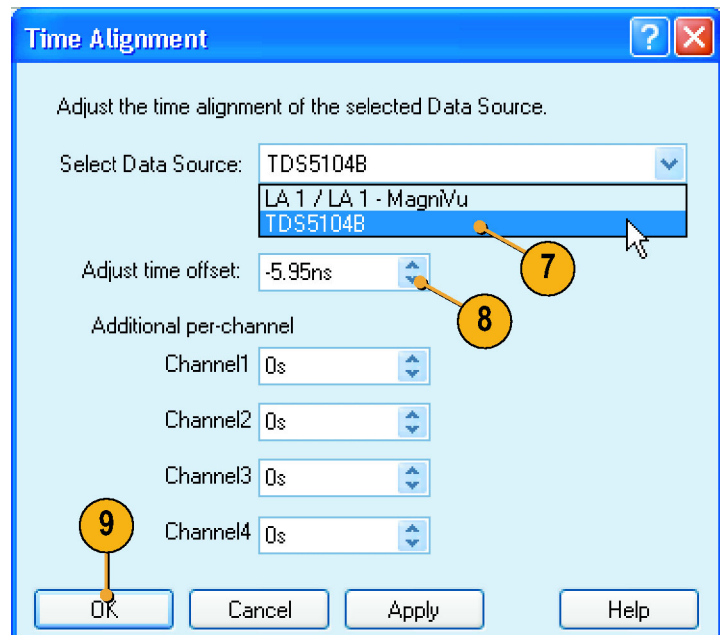 Time Alignment
?
Adjust the time alignment of the selected Data Source.
Select Data Source: TDS5104B
LA 1 / LA 1 - MagniVu
TDS5104B
7
Adjust time offset: -5.95ns
8
Additional per-channel
Channel1 0s
Channel2 0s
Channel3 0s
Channel4 0s
9
OK Cancel Apply Help